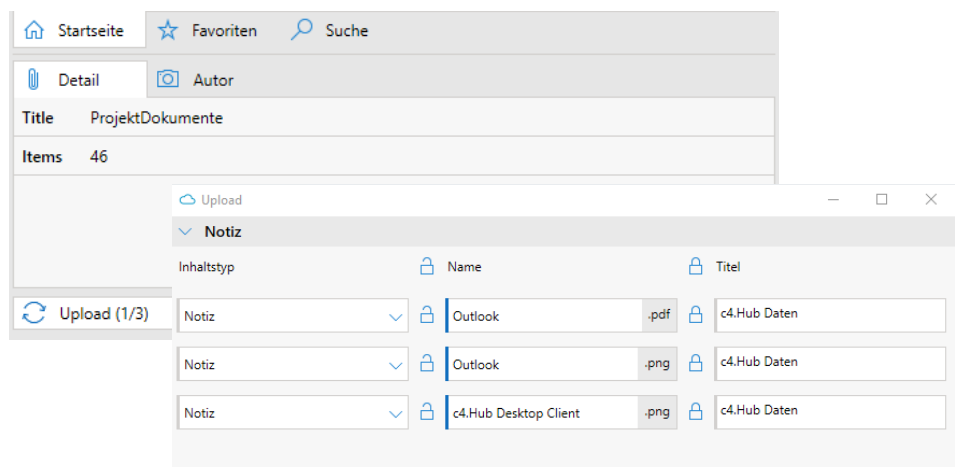 Startseite Favoriten Suche
Detail Autor
Title ProjektDokumente
Items 46
Upload
Notiz
Inhaltstyp Name Titel
Upload (1/3)
Notiz Outlook .pdf c4.Hub Daten
Notiz Outlook .png c4.Hub Daten
Notiz c4.Hub Desktop Client .png c4.Hub Daten